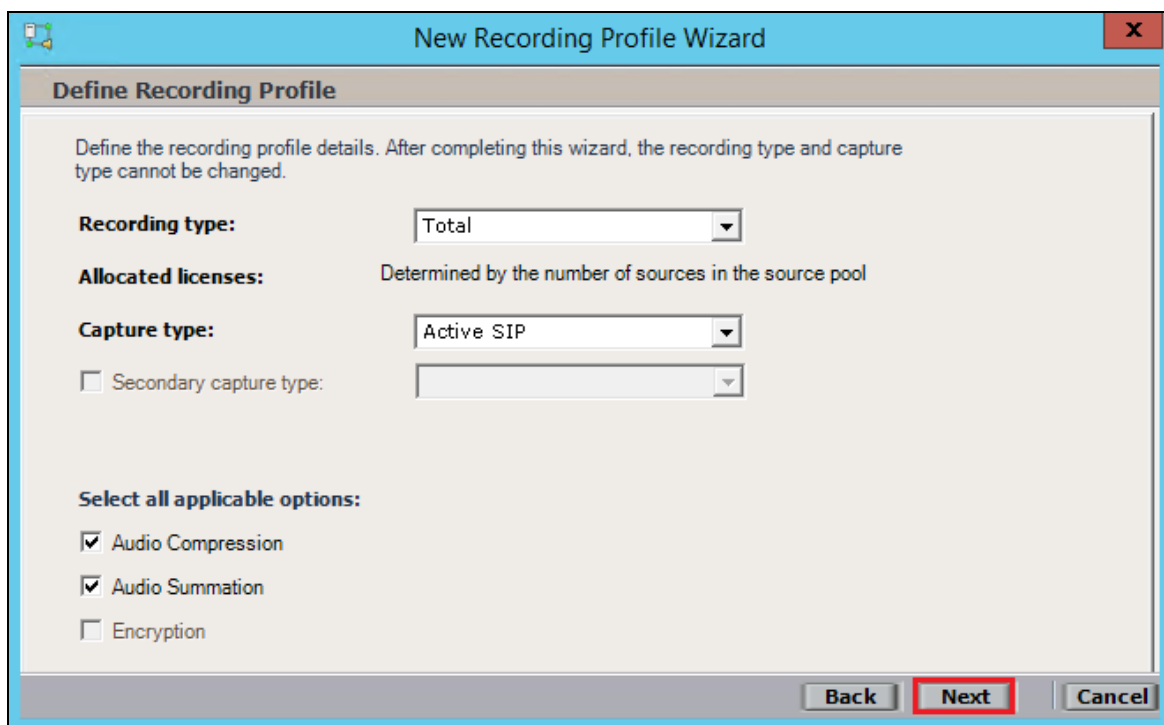 New Recording Profile Wizard
x
Define Recording Profile
Define the recording profile details. After completing this wizard, the recording type and capture
type cannot be changed.
Recording type:
Total
Allocated licenses:
Determined by the number of sources in the source pool
Capture type:
Active SIP
Secondary capture type:
Select all applicable options:
Audio Compression
Audio Summation
Encryption
Back
Next
Cancel